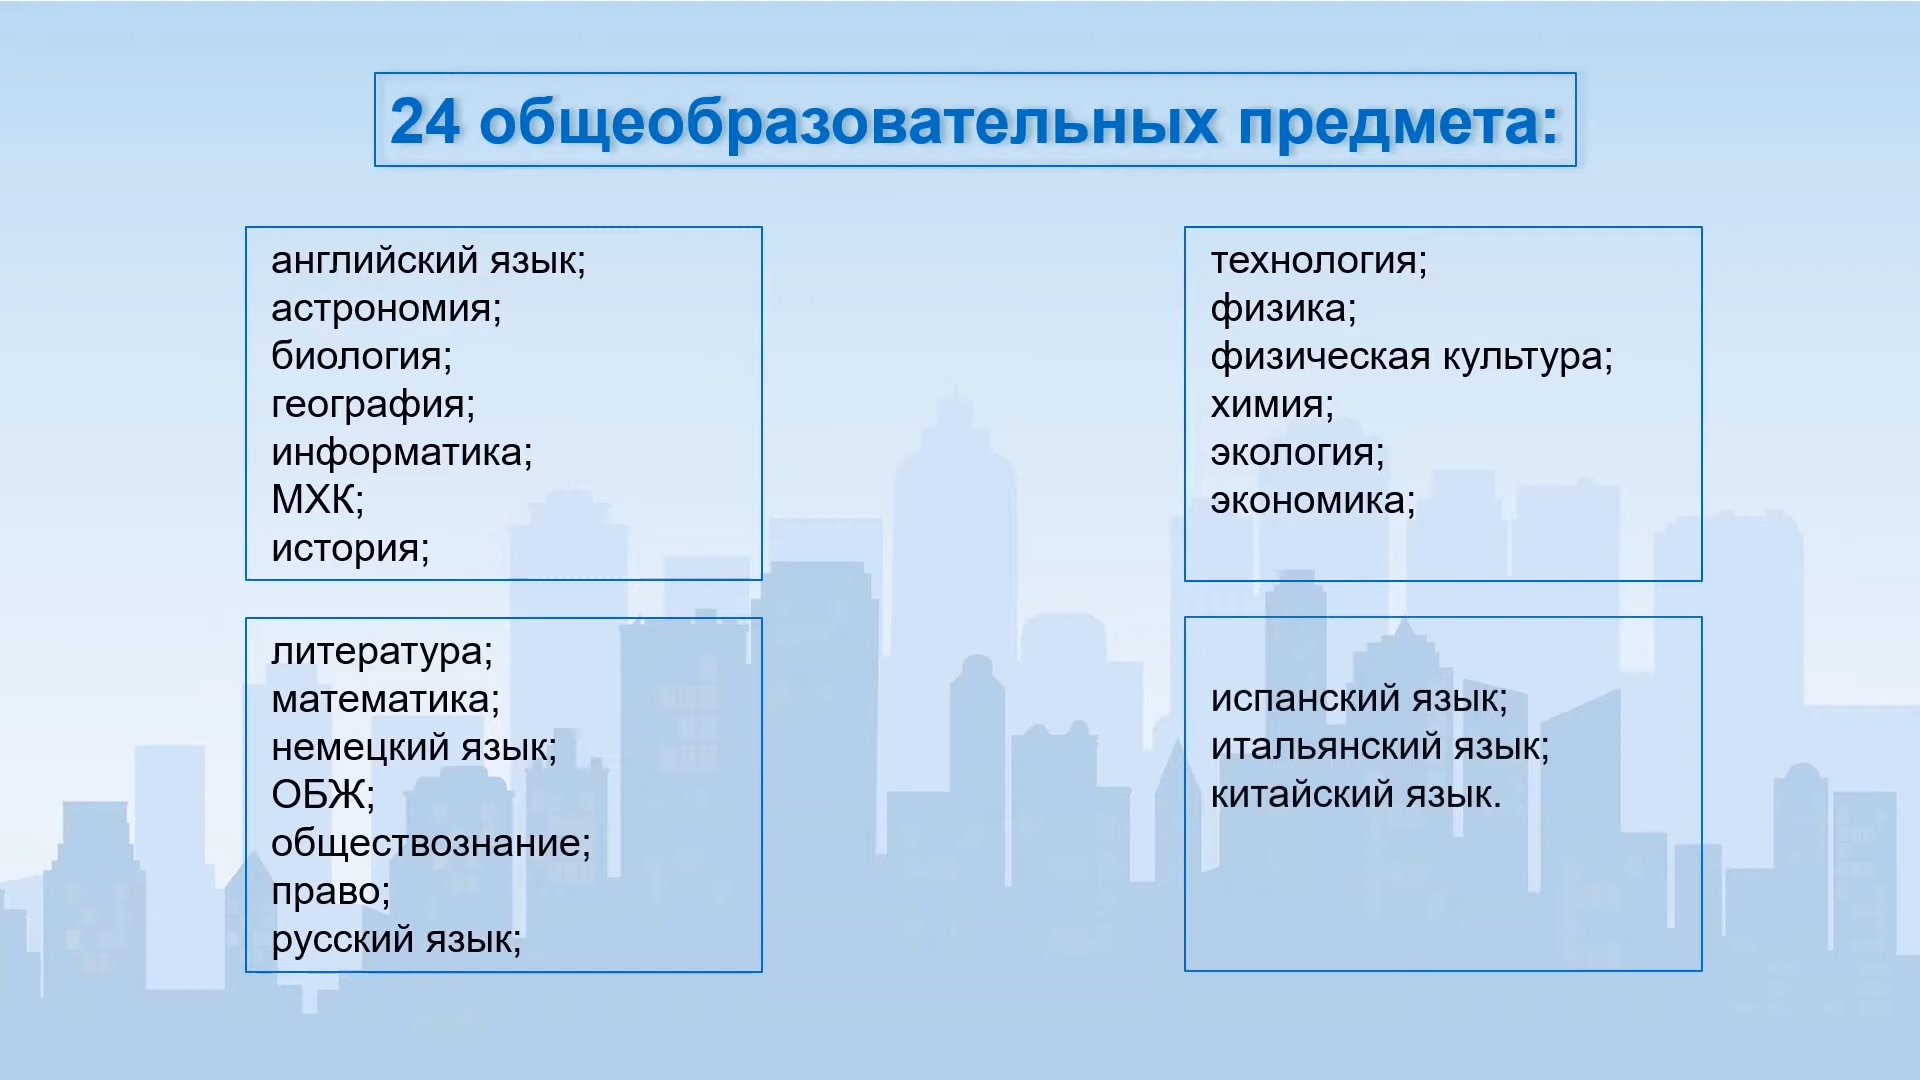 24 общеобразовательных предмета:
английский язык;
астрономия;
биология;
география;
информатика;
МХК;
история;
литература;
математика;
немецкий язык;
ОБЖ;
обществознание;
право;
русский язык;
технология;
физика;
физическая культура;
химия;
экология;
экономика;
испанский язык;
итальянский язык;
китайский язык.